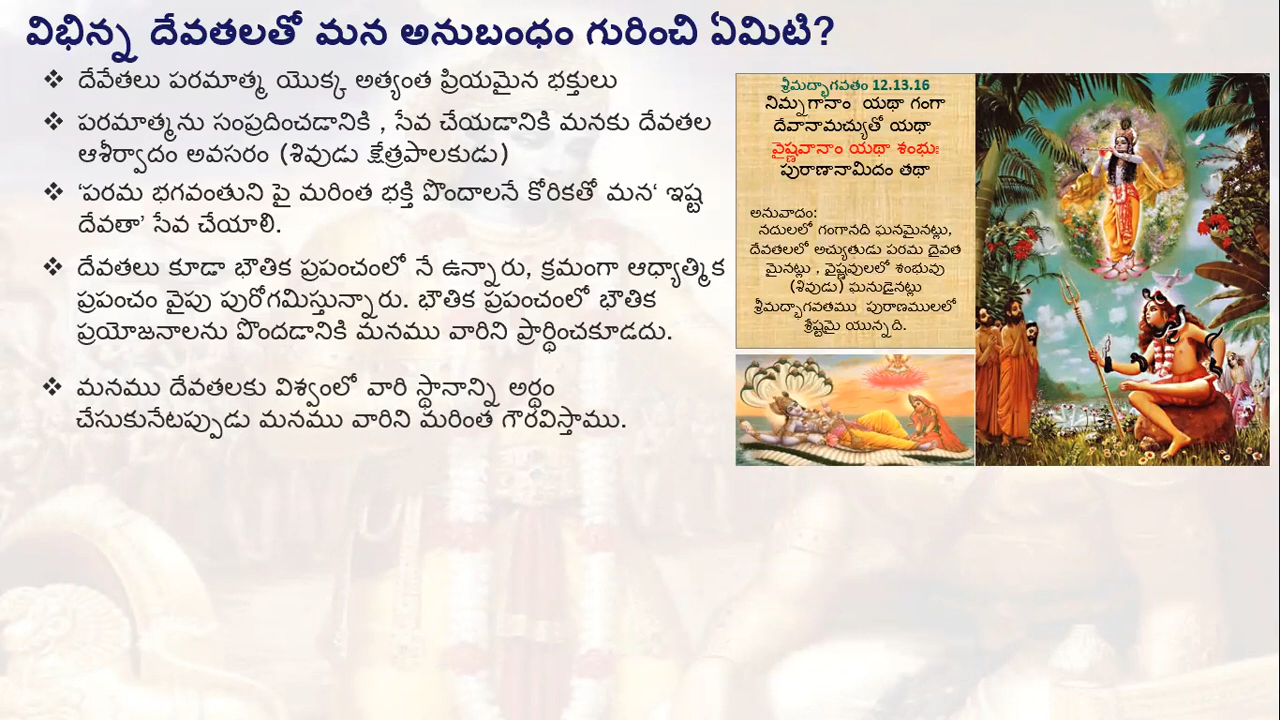 విభిన్న దేవతలతో మన అనుబంధం గురించి ఏమిటి?
❖ దేవేతలు పరమాత్మ యొక్క అత్యంత ప్రియమైన భక్తులు
❖ పరమాత్మను సంప్రదించడానికి , సేవ చేయడానికి మనకు దేవతల
ఆశీర్వాదం అవసరం (శివుడు క్షేత్రపాలకుడు)
❖ ‘పరమ భగవంతుని పై మరింత భక్తి పొందాలనే కోరికతో మన‘ ఇష్ట
దేవతా’ సేవ చేయాలి.
❖ దేవతలు కూడా భౌతిక ప్రపంచంలో నే ఉన్నారు, క్రమంగా ఆధ్యాత్మిక
ప్రపంచం వైపు పురోగమిస్తున్నారు. భౌతిక ప్రపంచంలో భౌతిక
ప్రయోజనాలను పొందడానికి మనము వారిని ప్రార్థించకూడదు.
❖ మనము దేవతలకు విశ్వంలో వారి స్థానాన్ని అర్థం
చేసుకునేటప్పుడు మనము వారిని మరింత గౌరవిస్తాము.
శ్రీమద్భాగవతం 12.13.16
నిమ్నగానాం యథా గంగా
దేవానామచ్యుతో యథా
వైష్ణవానాం యథా శంభుః
పురాణానామిదం తథా
అనువాదం:
నదులలో గంగానది ఘనమైనట్లు,
దేవతలలో అచ్యుతుడు పరమ దైవత
మైనట్లు , వైష్ణవులలో శంభువు
(శివుడు) ఘనుడైనట్లు
శ్రీమద్భాగవతము పురాణములలో
శ్రేష్టమై యున్నది.